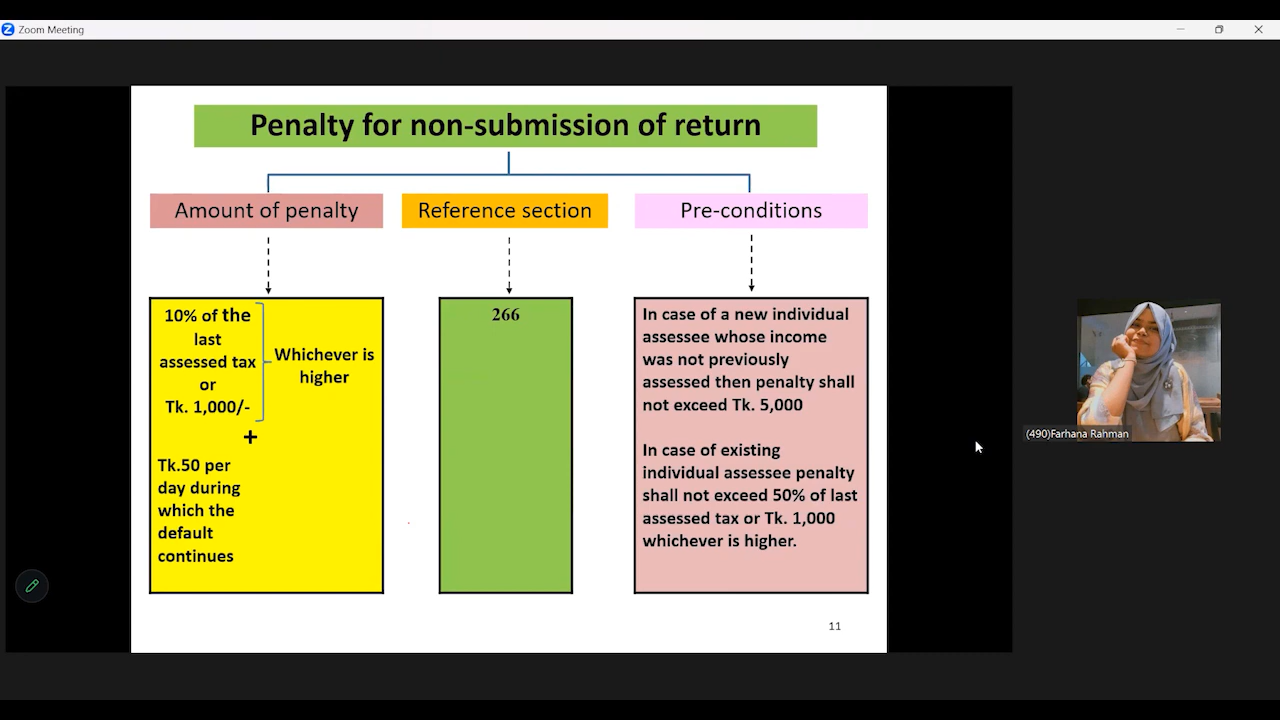 Zoom Meeting
Penalty for non-submission of return
Amount of penalty
Reference section
Pre-conditions
10% of the
last
assessed tax
or
Tk. 1,000/-
Whichever is
higher
+
Tk.50 per
day during
which the
default
continues
266
In case of a new individual
assessee whose income
was not previously
assessed then penalty shall
not exceed Tk. 5,000
In case of existing
individual assessee penalty
shall not exceed 50% of last
assessed tax or Tk. 1,000
whichever is higher.
11
(490)Farhana Rahman